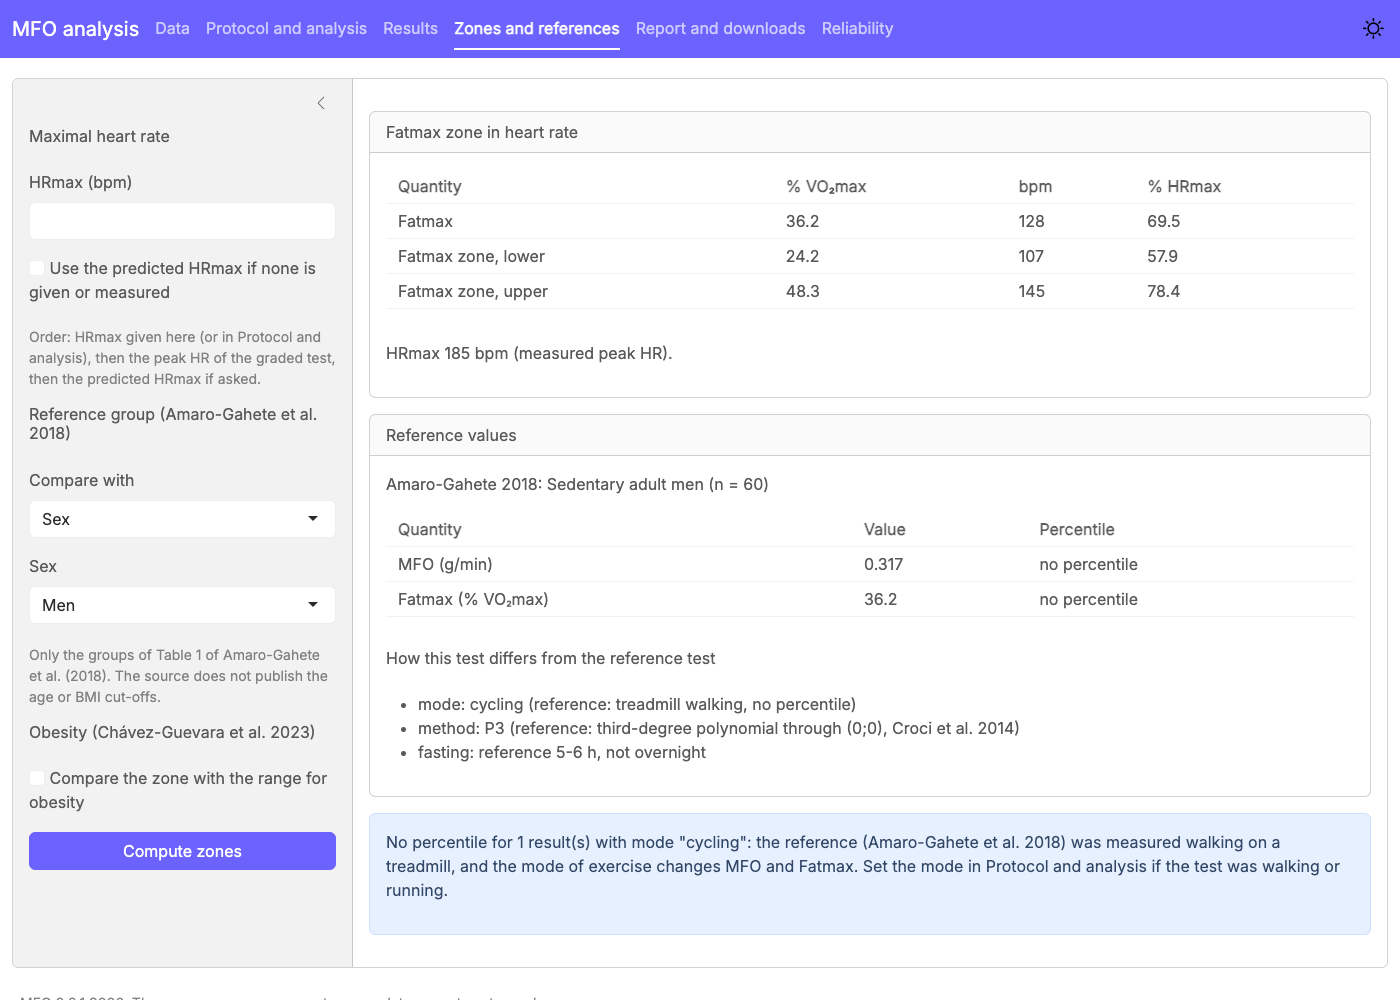 MFO analysis Data Protocol and analysis Results Zones and references Report and downloads Reliability
Maximal heart rate
HRmax (bpm)
Use the predicted HRmax if none is
given or measured
Order: HRmax given here (or in Protocol and
analysis), then the peak HR of the graded test,
then the predicted HRmax if asked.
Reference group (Amaro-Gahete et al.
2018)
Compare with
Sex
Sex
Men
Only the groups of Table 1 of Amaro-Gahete
et al. (2018). The source does not publish the
age or BMI cut-offs.
Obesity (Chávez-Guevara et al. 2023)
Compare the zone with the range for
obesity
Compute zones
Fatmax zone in heart rate
Quantity % VO₂max bpm % HRmax
Fatmax 36.2 128 69.5
Fatmax zone, lower 24.2 107 57.9
Fatmax zone, upper 48.3 145 78.4
HRmax 185 bpm (measured peak HR).
Reference values
Amaro-Gahete 2018: Sedentary adult men (n = 60)
Quantity Value Percentile
MFO (g/min) 0.317 no percentile
Fatmax (% VO₂max) 36.2 no percentile
How this test differs from the reference test
• mode: cycling (reference: treadmill walking, no percentile)
• method: P3 (reference: third-degree polynomial through (0;0), Croci et al. 2014)
• fasting: reference 5-6 h, not overnight
No percentile for 1 result(s) with mode "cycling": the reference (Amaro-Gahete et al. 2018) was measured walking on a
treadmill, and the mode of exercise changes MFO and Fatmax. Set the mode in Protocol and analysis if the test was walking or
running.